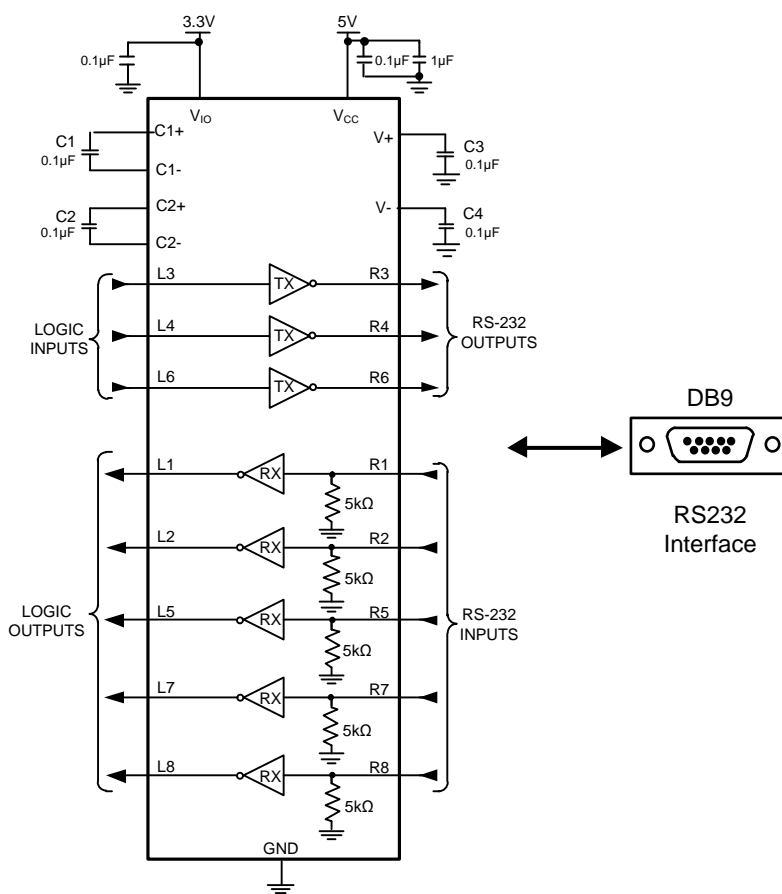 3.3V
5V
0.1µF
0.1µF
1µF
VIO
VCC
C1
0.1µF
C1+
C1-
V+
C3
0.1µF
C2
0.1µF
C2+
C2-
V-
C4
0.1µF
LOGIC
INPUTS
L3
TX
R3
L4
TX
R4
L6
TX
R6
RS-232
OUTPUTS
LOGIC
OUTPUTS
L1
RX
R1
5kΩ
L2
RX
R2
5kΩ
L5
RX
R5
5kΩ
L7
RX
R7
5kΩ
L8
RX
R8
5kΩ
RS-232
INPUTS
GND
DB9
RS232
Interface